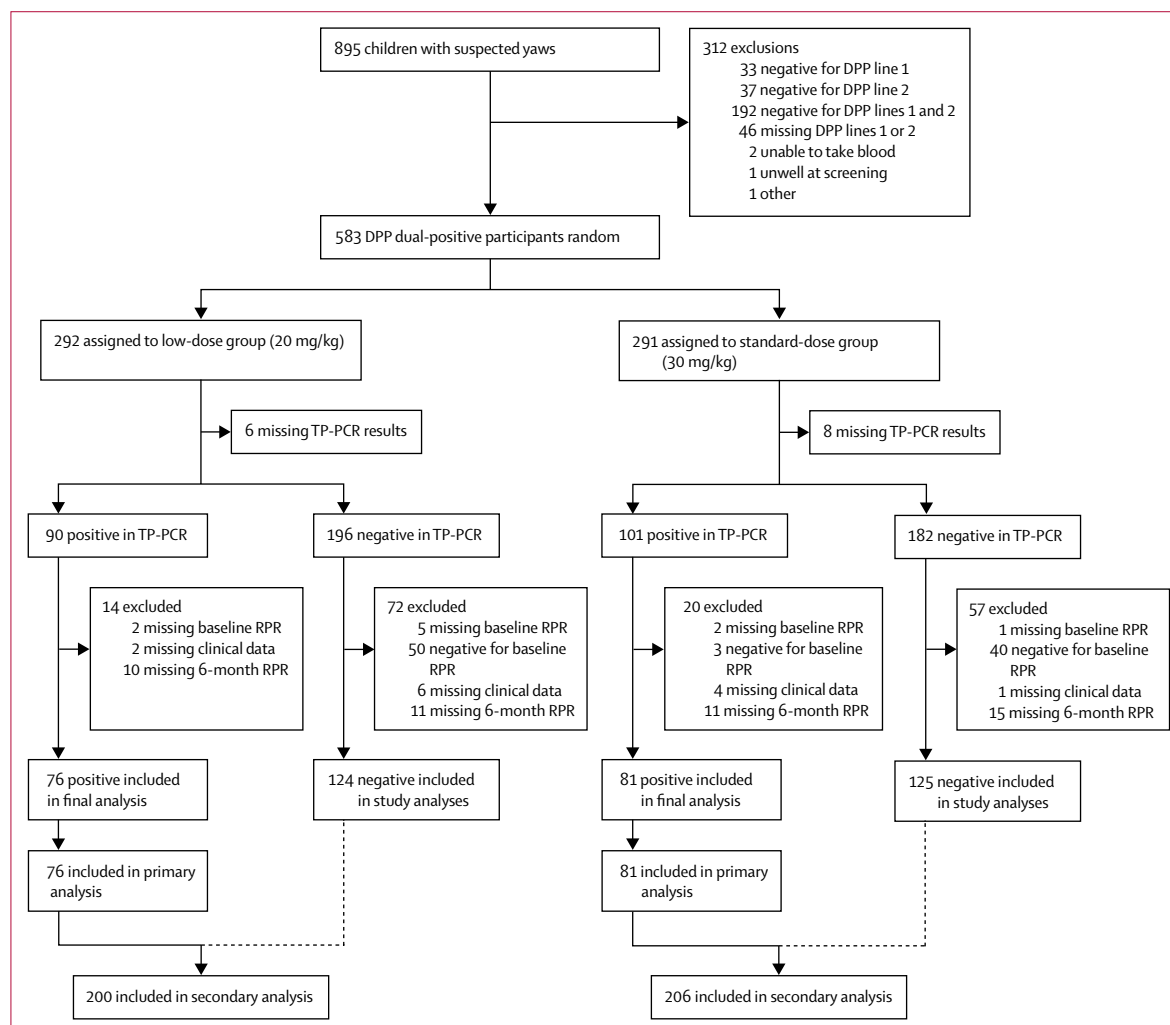 895 children with suspected yaws
312 exclusions
33 negative for DPP line 1
37 negative for DPP line 2
192 negative for DPP lines 1 and 2
46 missing DPP lines 1 or 2
2 unable to take blood
1 unwell at screening
1 other
583 DPP dual-positive participants random
292 assigned to low-dose group (20 mg/kg)
291 assigned to standard-dose group
(30 mg/kg)
6 missing TP-PCR results
8 missing TP-PCR results
90 positive in TP-PCR
196 negative in TP-PCR
101 positive in TP-PCR
182 negative in TP-PCR
14 excluded
2 missing baseline RPR
2 missing clinical data
10 missing 6-month RPR
72 excluded
5 missing baseline RPR
50 negative for baseline
RPR
6 missing clinical data
11 missing 6-month RPR
20 excluded
2 missing baseline RPR
3 negative for baseline
RPR
4 missing clinical data
11 missing 6-month RPR
57 excluded
1 missing baseline RPR
40 negative for baseline
RPR
1 missing clinical data
15 missing 6-month RPR
76 positive included
in final analysis
124 negative included
in study analyses
81 positive included
in final analysis
125 negative included
in study analyses
76 included in primary
analysis
81 included in primary
analysis
200 included in secondary analysis
206 included in secondary analysis